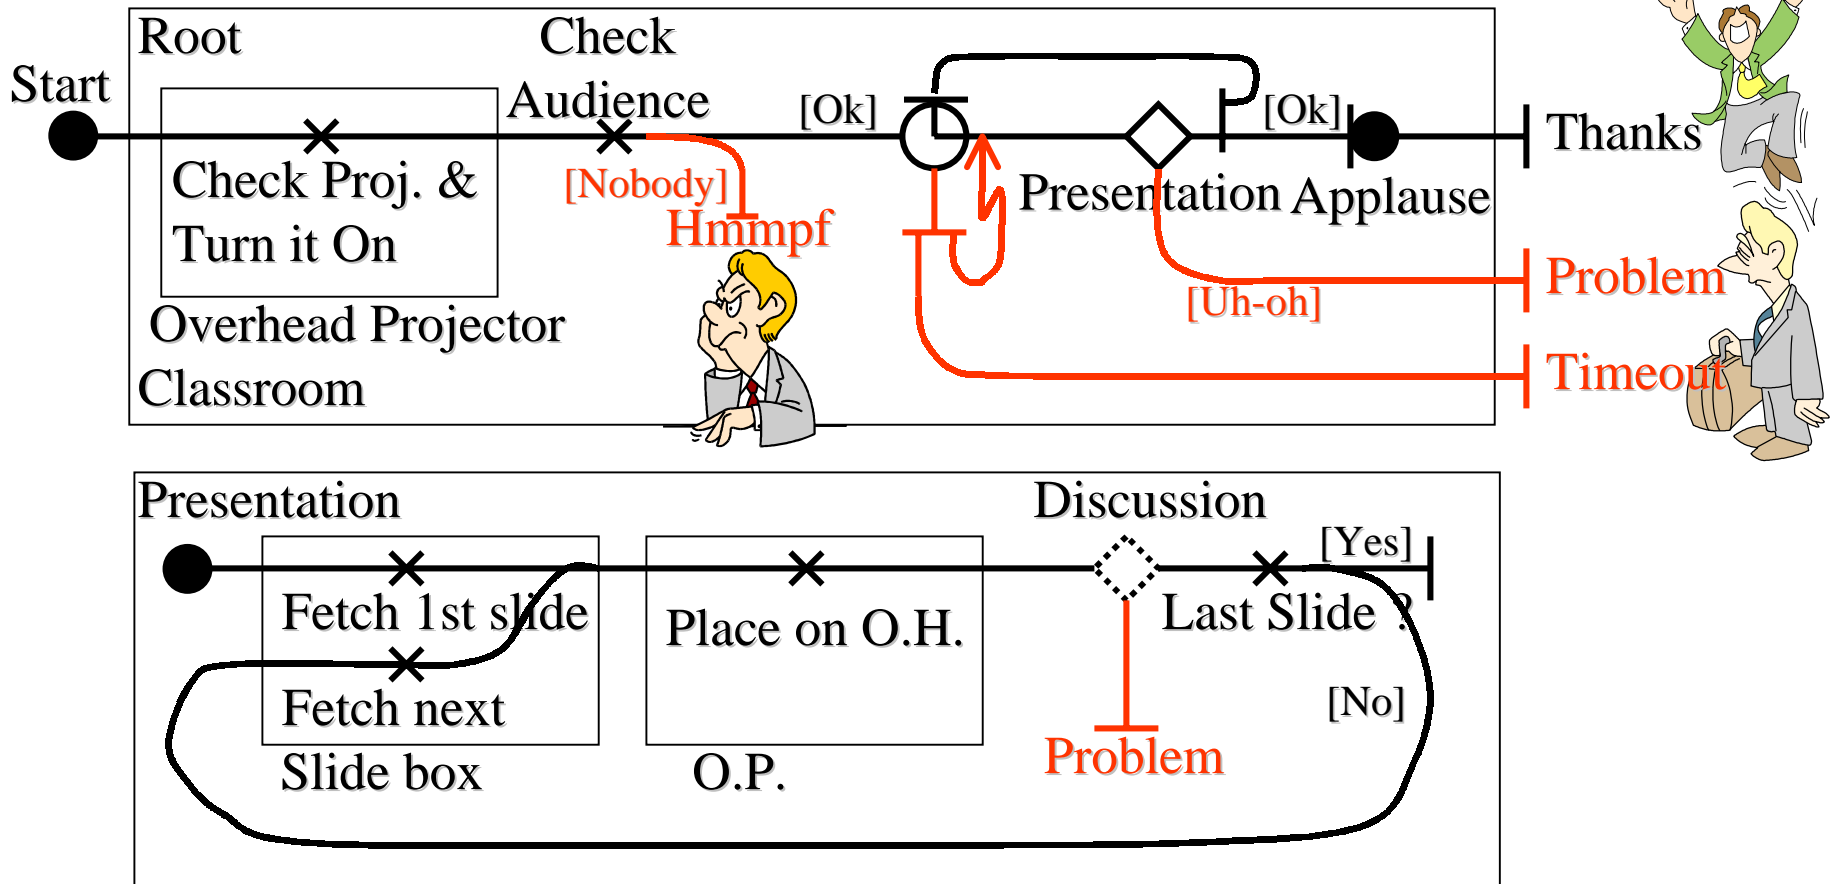 Root
Check
Audience
Start
[Ok]
[Ok]
Thanks
Check Proj. &
Turn it On
[Nobody]
Hmmpf
Presentation
Applause
Problem
[Uh-oh]
Overhead Projector
Timeout
Classroom
Presentation
Discussion
[Yes]
Fetch 1st slide
Place on O.H.
Last Slide ?
Fetch next
[No]
Slide box
O.P.
Problem